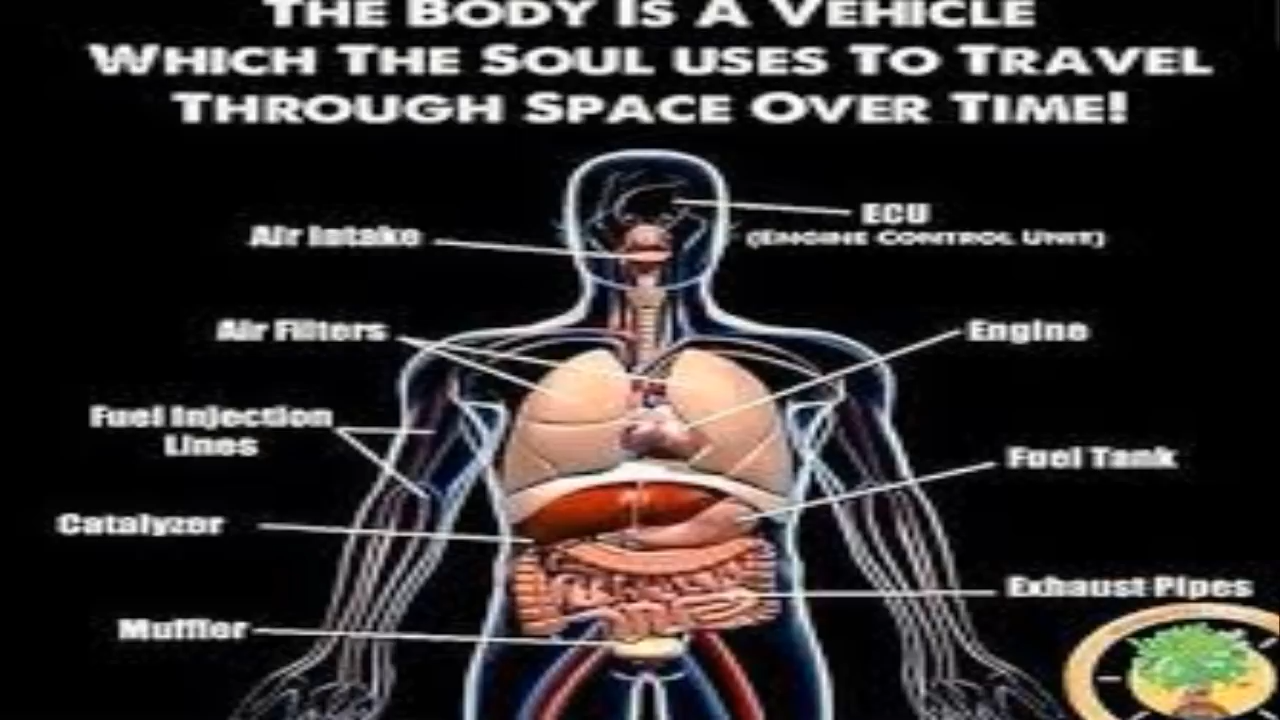 THE BODY IS A VEHICLE
WHICH THE SOUL USES TO TRAVEL
THROUGH SPACE OVER TIME!
ECU
(ENGINE CONTROL UNIT)
Air Intake
Air Filters
Engine
Fuel Injection
Lines
Fuel Tank
Catalyzer
Exhaust Pipes
Muffler